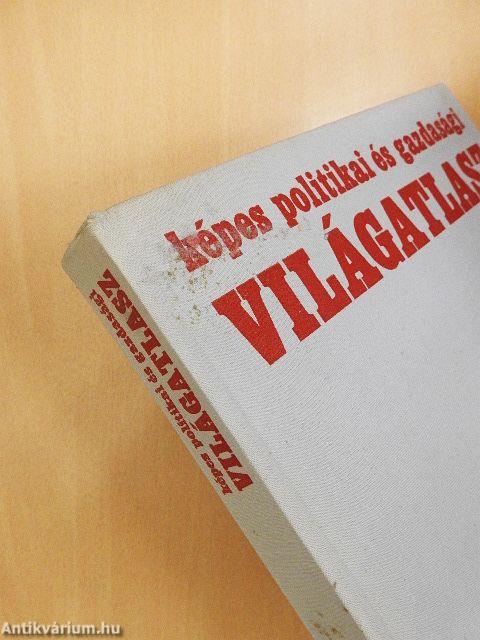 képes politikai és gazdasági
VILÁGATLASZ
képes politikai és gazdasági
VILÁGATLASZ
Antikvárium.hu